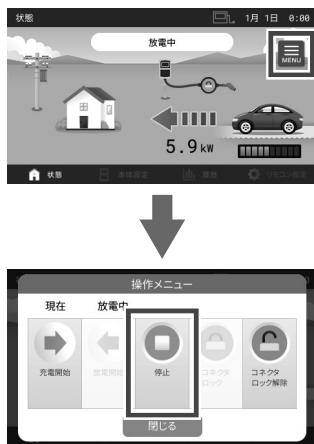 状態
1月 1日 0:00
放電中
MENU
5.9 kW
状態
本体設定
履歴
リモコン設定
操作メニュー
現在 放電中
充電開始
放電開始
停止
コネクタ
ロック
コネクタ
ロック解除
閉じる